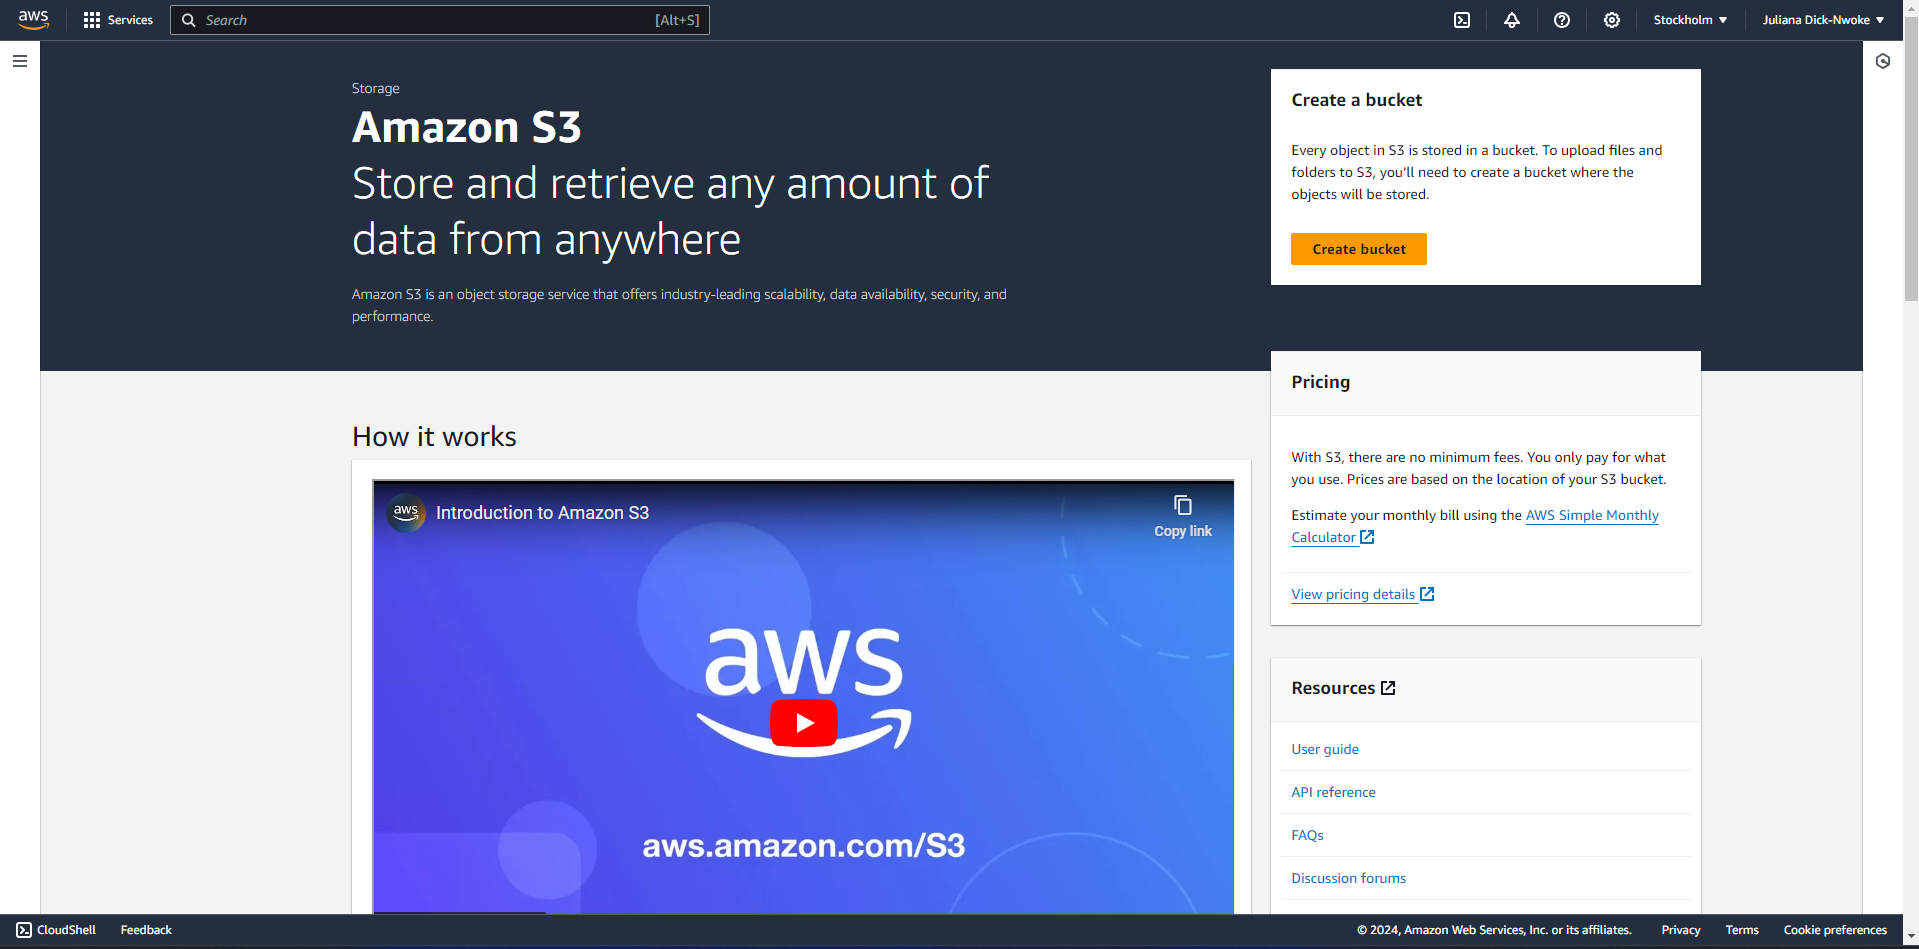 aws
Services
Search
[Alt+S]
Stockholm
Juliana Dick-Nwoke
Storage
Amazon S3
Store and retrieve any amount of
data from anywhere
Amazon S3 is an object storage service that offers industry-leading scalability, data availability, security, and
performance.
Create a bucket
Every object in S3 is stored in a bucket. To upload files and
folders to S3, you'll need to create a bucket where the
objects will be stored.
Create bucket
How it works
aws
Introduction to Amazon S3
Copy link
aws
aws.amazon.com/S3
Pricing
With S3, there are no minimum fees. You only pay for what
you use. Prices are based on the location of your S3 bucket.
Estimate your monthly bill using the AWS Simple Monthly
Calculator
View pricing details
Resources
User guide
API reference
FAQs
Discussion forums
CloudShell
Feedback
© 2024, Amazon Web Services, Inc. or its affiliates.
Privacy
Terms
Cookie preferences